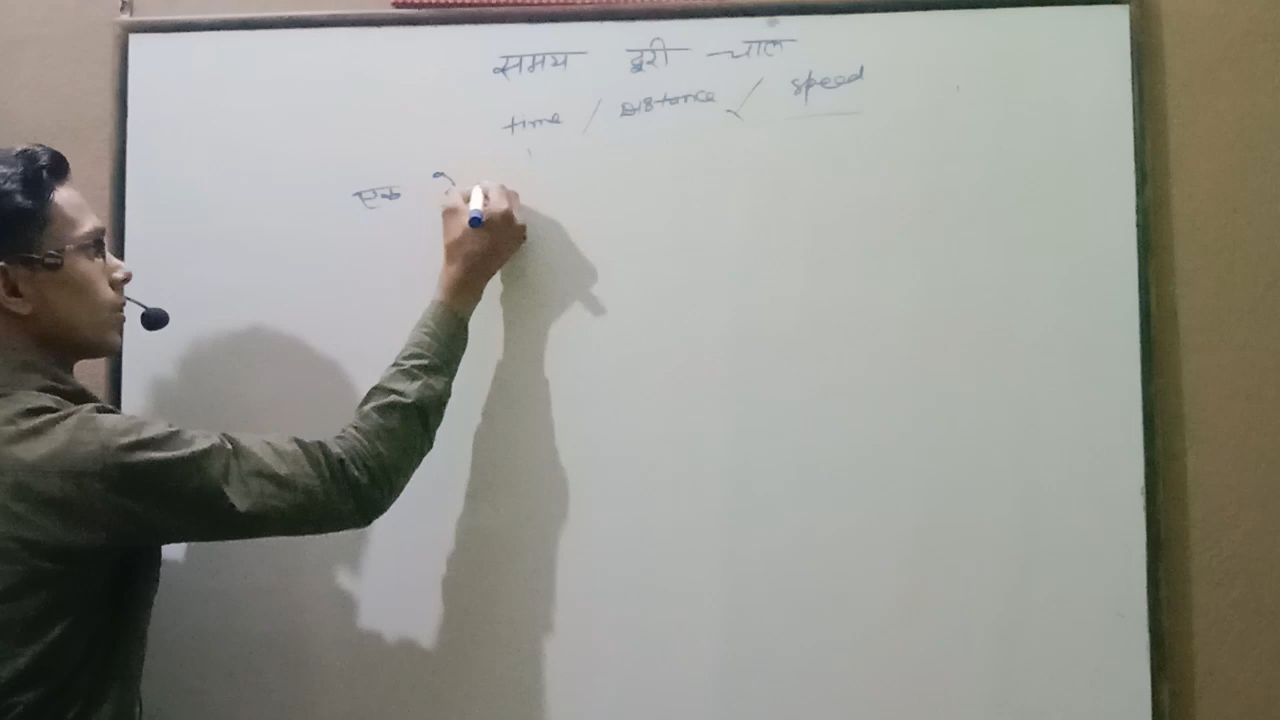 समय दूरी चाल
time / Distance / speed
एक